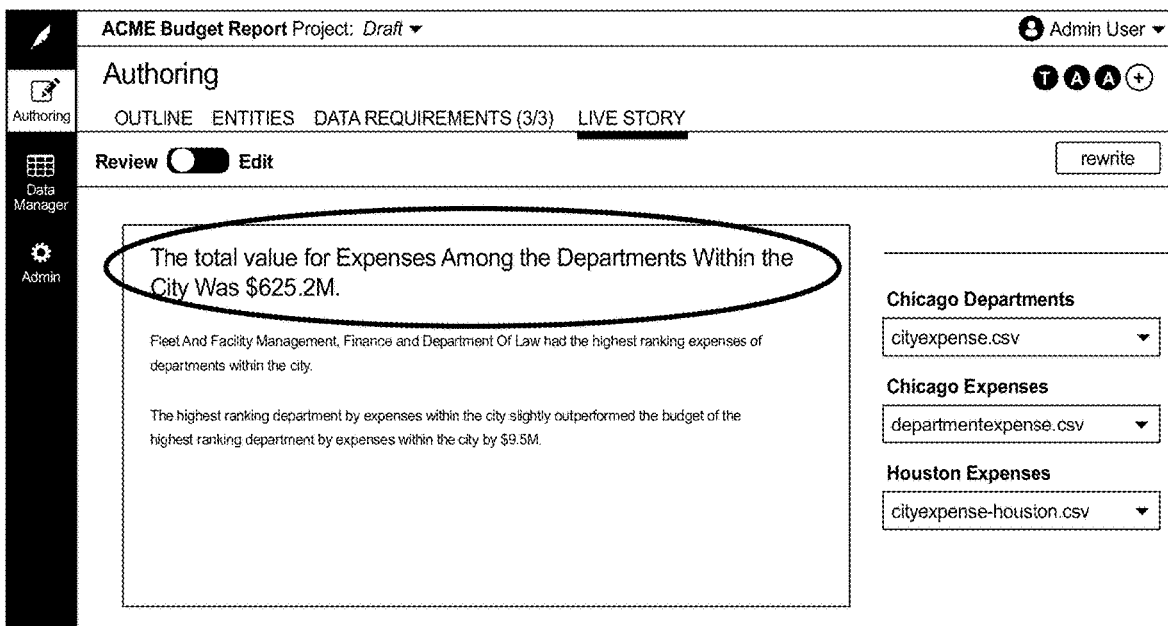 ACME Budget Report Project: Draft
Admin User
Authoring
T A A +
Authoring
OUTLINE ENTITIES DATA REQUIREMENTS (3/3) LIVE STORY
Review Edit
rewrite
Data
Manager
Admin
The total value for Expenses Among the Departments Within the
City Was $625.2M.
Fleet And Facility Management, Finance and Department Of Law had the highest ranking expenses of
departments within the city.
The highest ranking department by expenses within the city slightly outperformed the budget of the
highest ranking department by expenses within the city by $9.5M.
Chicago Departments
cityexpense.csv
Chicago Expenses
departmentexpense.csv
Houston Expenses
cityexpense-houston.csv